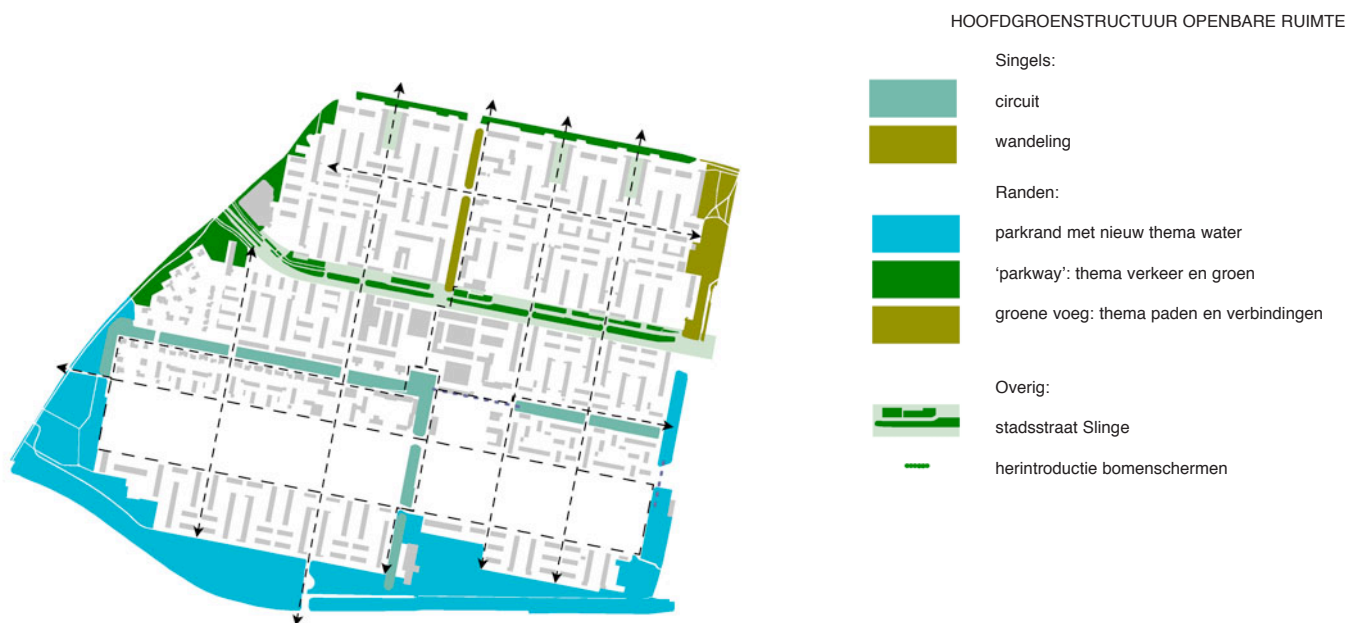 HOOFDGROENSTRUCTUUR OPENBARE RUIMTE
Singels:
circuit
wandeling
Randen:
parkrand met nieuw thema water
‘parkway’: thema verkeer en groen
groene voeg: thema paden en verbindingen
Overig:
stadsstraat Slinge
herintroductie bomenschermen